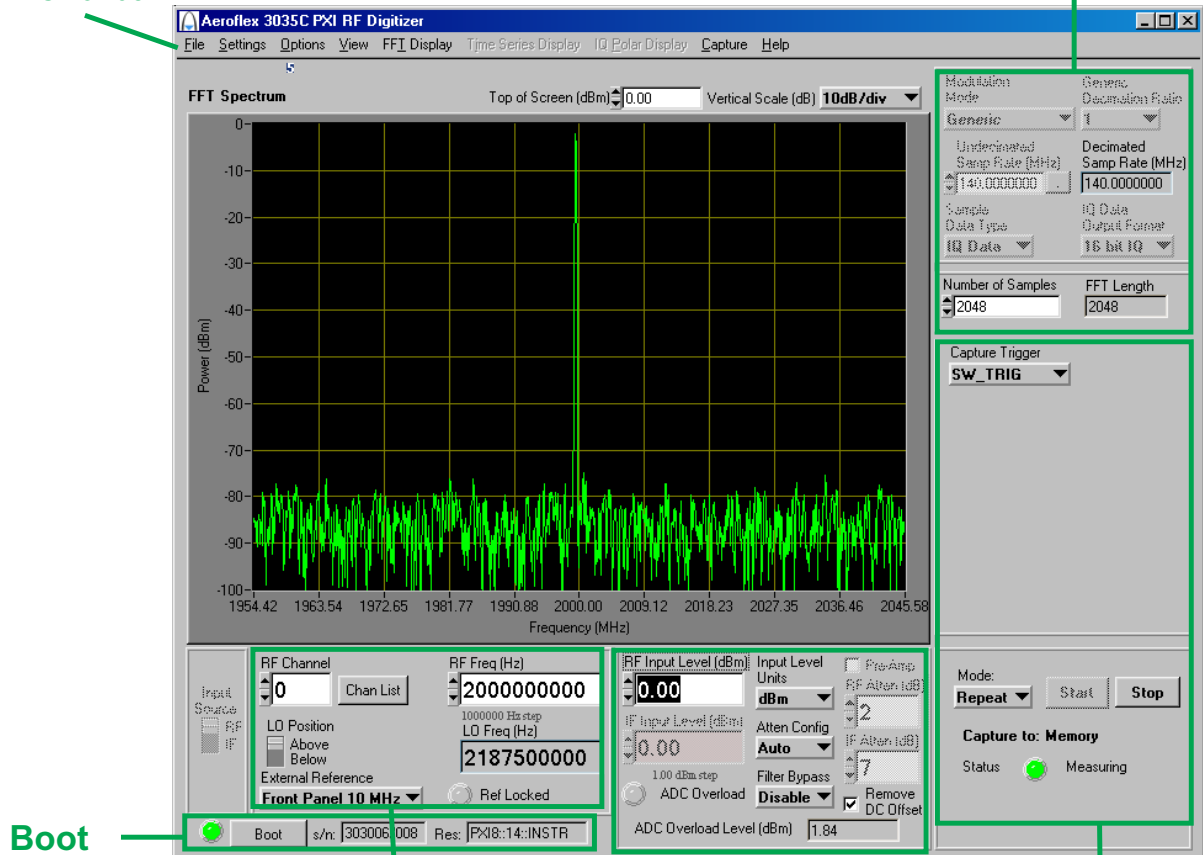 Aeroflex 3035C PXI RF Digitizer
File Settings Options View FFT Display Time Series Display IQ Polar Display Capture Help
FFT Spectrum
Top of Screen (dBm) 0.00
Vertical Scale (dB) 10dB/div
Power (dBm)
0
-10
-20
-30
-40
-50
-60
-70
-80
-90
-100
1954.42 1963.54 1972.65 1981.77 1990.88 2000.00 2009.12 2018.23 2027.35 2036.46 2045.58
Frequency (MHz)
Modulation
Mode
Generic
Generic
Decimation Ratio
1
Undecimated
Samp Rate (MHz)
140.0000000
Decimated
Samp Rate (MHz)
140.0000000
Sample
Data Type
IQ Data
IQ Data
Output Format
16 bit IQ
Number of Samples
2048
FFT Length
2048
Capture Trigger
SW_TRIG
Mode:
Repeat
Start
Stop
Capture to: Memory
Status
Measuring
Input
Source
RF
IF
RF Channel
0
Chan List
LO Position
Above
Below
External Reference
Front Panel 10 MHz
RF Freq (Hz)
2000000000
1000000 Hz step
LO Freq (Hz)
2187500000
Ref Locked
RF Input Level (dBm)
0.00
IF Input Level (dBm)
0.00
1.00 dBm step
ADC Overload
Input Level
Units
dBm
Atten Config
Auto
Filter Bypass
Disable
Pre-Amp
RF Atten (dB)
2
IF Atten (dB)
7
Remove
DC Offset
ADC Overload Level (dBm) 1.84
Boot
Boot
s/n:
Res: PXI8::14::INSTR